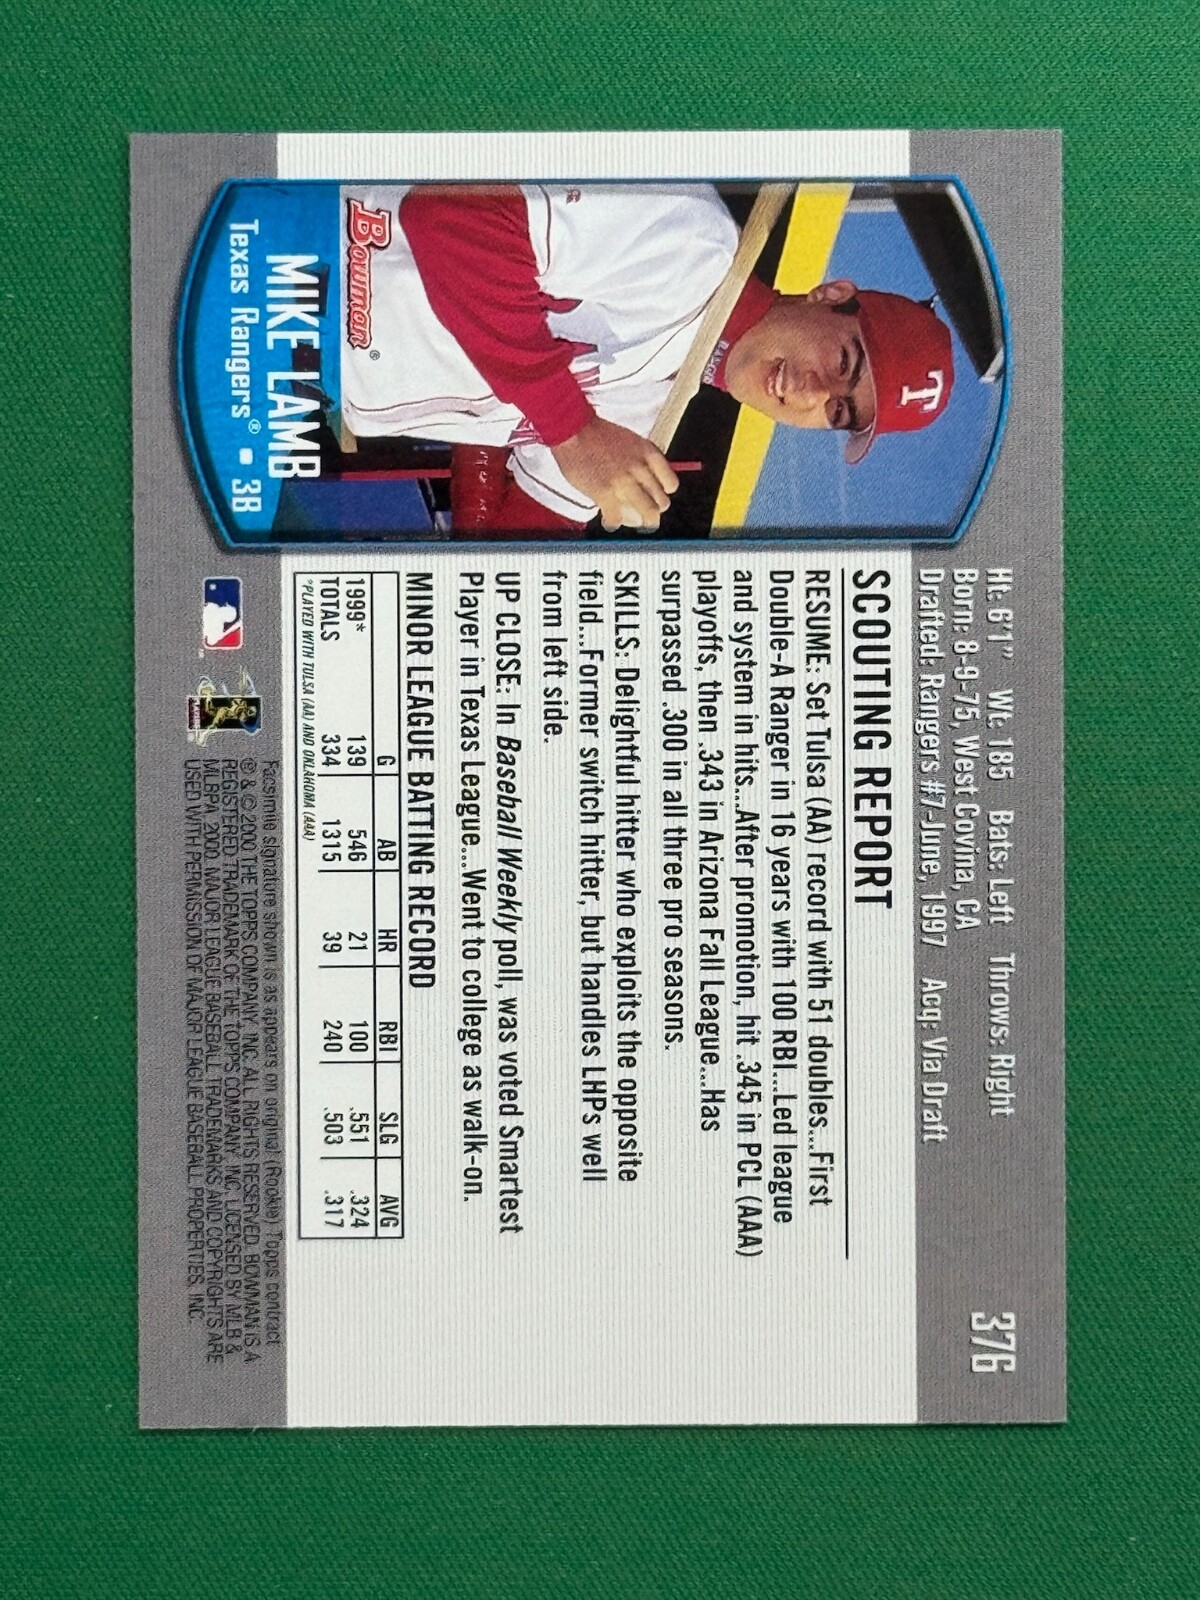 376
Ht: 6'1" Wt: 185 Bats: Left Throws: Right
Born: 8-9-75, West Covina, CA
Drafted: Rangers #7-June, 1997 Acq: Via Draft
T
Bowman®
MIKE LAMB
Texas Rangers® ▪ 3B
SCOUTING REPORT
RESUME: Set Tulsa (AA) record with 51 doubles...First
Double-A Ranger in 16 years with 100 RBI...Led league
and system in hits...After promotion, hit .345 in PCL (AAA)
playoffs, then .343 in Arizona Fall League...Has
surpassed .300 in all three pro seasons.
SKILLS: Delightful hitter who exploits the opposite
field...Former switch hitter, but handles LHPs well
from left side.
UP CLOSE: In Baseball Weekly poll, was voted Smartest
Player in Texas League...Went to college as walk-on.
MINOR LEAGUE BATTING RECORD
G AB HR RBI SLG AVG
1999* 139 546 21 100 .551 .324
TOTALS 334 1315 39 240 .503 .317
*PLAYED WITH TULSA (AA) AND OKLAHOMA (AAA)
Facsimile signature shown is as appears on original (Rookie) Topps contract
® & © 2000 THE TOPPS COMPANY, INC. ALL RIGHTS RESERVED. BOWMAN IS A
REGISTERED TRADEMARK OF THE TOPPS COMPANY, INC. LICENSED BY MLB &
MLBPA, 2000. MAJOR LEAGUE BASEBALL TRADEMARKS AND COPYRIGHTS ARE
USED WITH PERMISSION OF MAJOR LEAGUE BASEBALL PROPERTIES, INC.